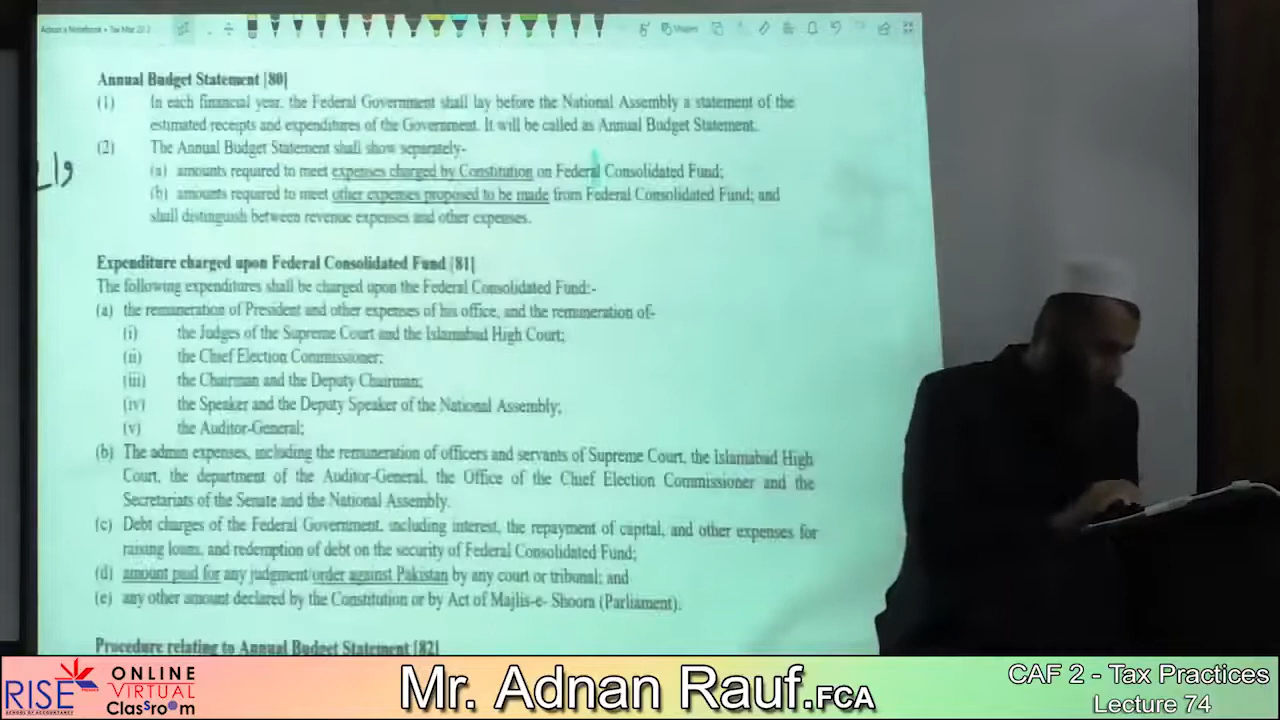 Adnan's Notebook • Tax Mar 22 2
Shapes
Annual Budget Statement [80]
(1) In each financial year, the Federal Government shall lay before the National Assembly a statement of the
estimated receipts and expenditures of the Government. It will be called as Annual Budget Statement.
(2) The Annual Budget Statement shall show separately-
(a) amounts required to meet expenses charged by Constitution on Federal Consolidated Fund;
(b) amounts required to meet other expenses proposed to be made from Federal Consolidated Fund; and
shall distinguish between revenue expenses and other expenses.
Expenditure charged upon Federal Consolidated Fund [81]
The following expenditures shall be charged upon the Federal Consolidated Fund:-
(a) the remuneration of President and other expenses of his office, and the remuneration of-
(i) the Judges of the Supreme Court and the Islamabad High Court;
(ii) the Chief Election Commissioner;
(iii) the Chairman and the Deputy Chairman;
(iv) the Speaker and the Deputy Speaker of the National Assembly;
(v) the Auditor-General;
(b) The admin expenses, including the remuneration of officers and servants of Supreme Court, the Islamabad High
Court, the department of the Auditor-General, the Office of the Chief Election Commissioner and the
Secretariats of the Senate and the National Assembly.
(c) Debt charges of the Federal Government, including interest, the repayment of capital, and other expenses for
raising loans, and redemption of debt on the security of Federal Consolidated Fund;
(d) amount paid for any judgment/order against Pakistan by any court or tribunal; and
(e) any other amount declared by the Constitution or by Act of Majlis-e- Shoora (Parliament).
Procedure relating to Annual Budget Statement [82]
RISE
SCHOOL OF ACCOUNTANCY
ONLINE
VIRTUAL
ClaSsroom
Mr. Adnan Rauf.FCA
CAF 2 - Tax Practices
Lecture 74